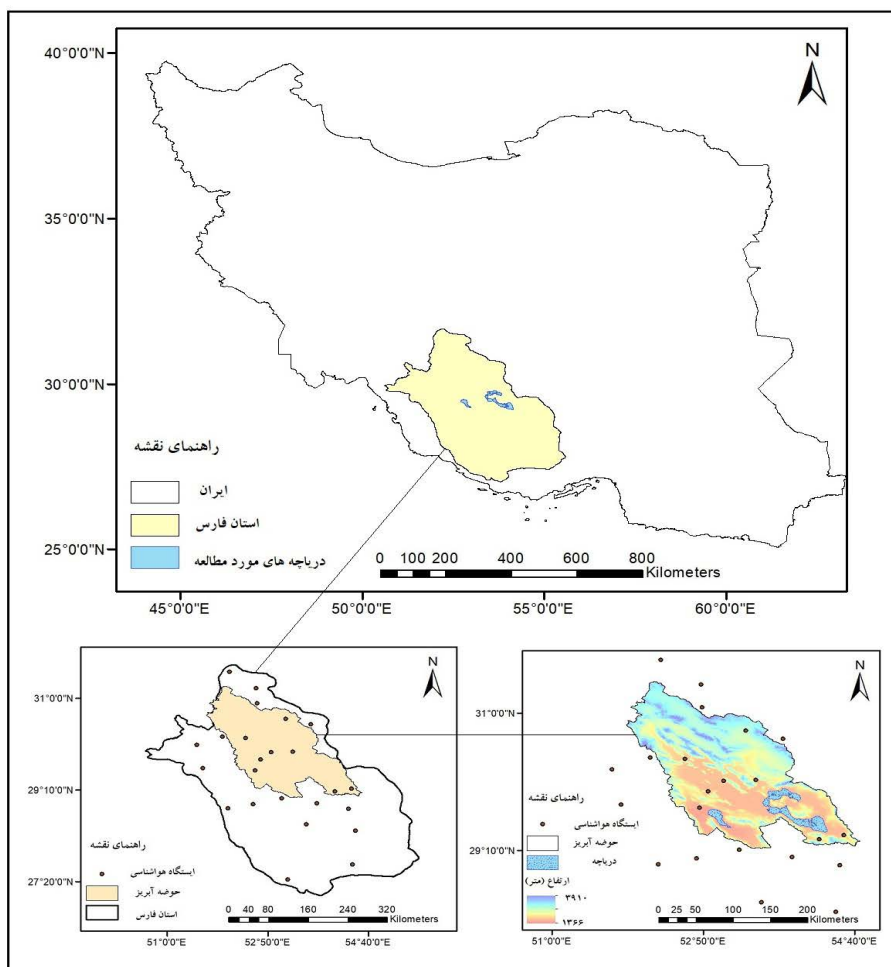 40°0'0"N
N
35°0'0"N
30°0'0"N
راهنمای نقشه
ایران
استان فارس
دریاچه های مورد مطالعه
25°0'0"N
0 100 200 400 600 800
Kilometers
45°0'0"E 50°0'0"E 55°0'0"E 60°0'0"E
N
31°0'0"N
29°10'0"N
27°20'0"N
راهنمای نقشه
ایستگاه هواشناسی
حوضه آبریز
استان فارس
0 40 80 160 240 320
Kilometers
51°0'0"E 52°50'0"E 54°40'0"E
N
31°0'0"N
29°10'0"N
راهنمای نقشه
ایستگاه هواشناسی
حوضه آبریز
دریاچه
ارتفاع (متر)
۳۹۱۰
۱۳۶۶
0 25 50 100 150 200
Kilometers
51°0'0"E 52°50'0"E 54°40'0"E